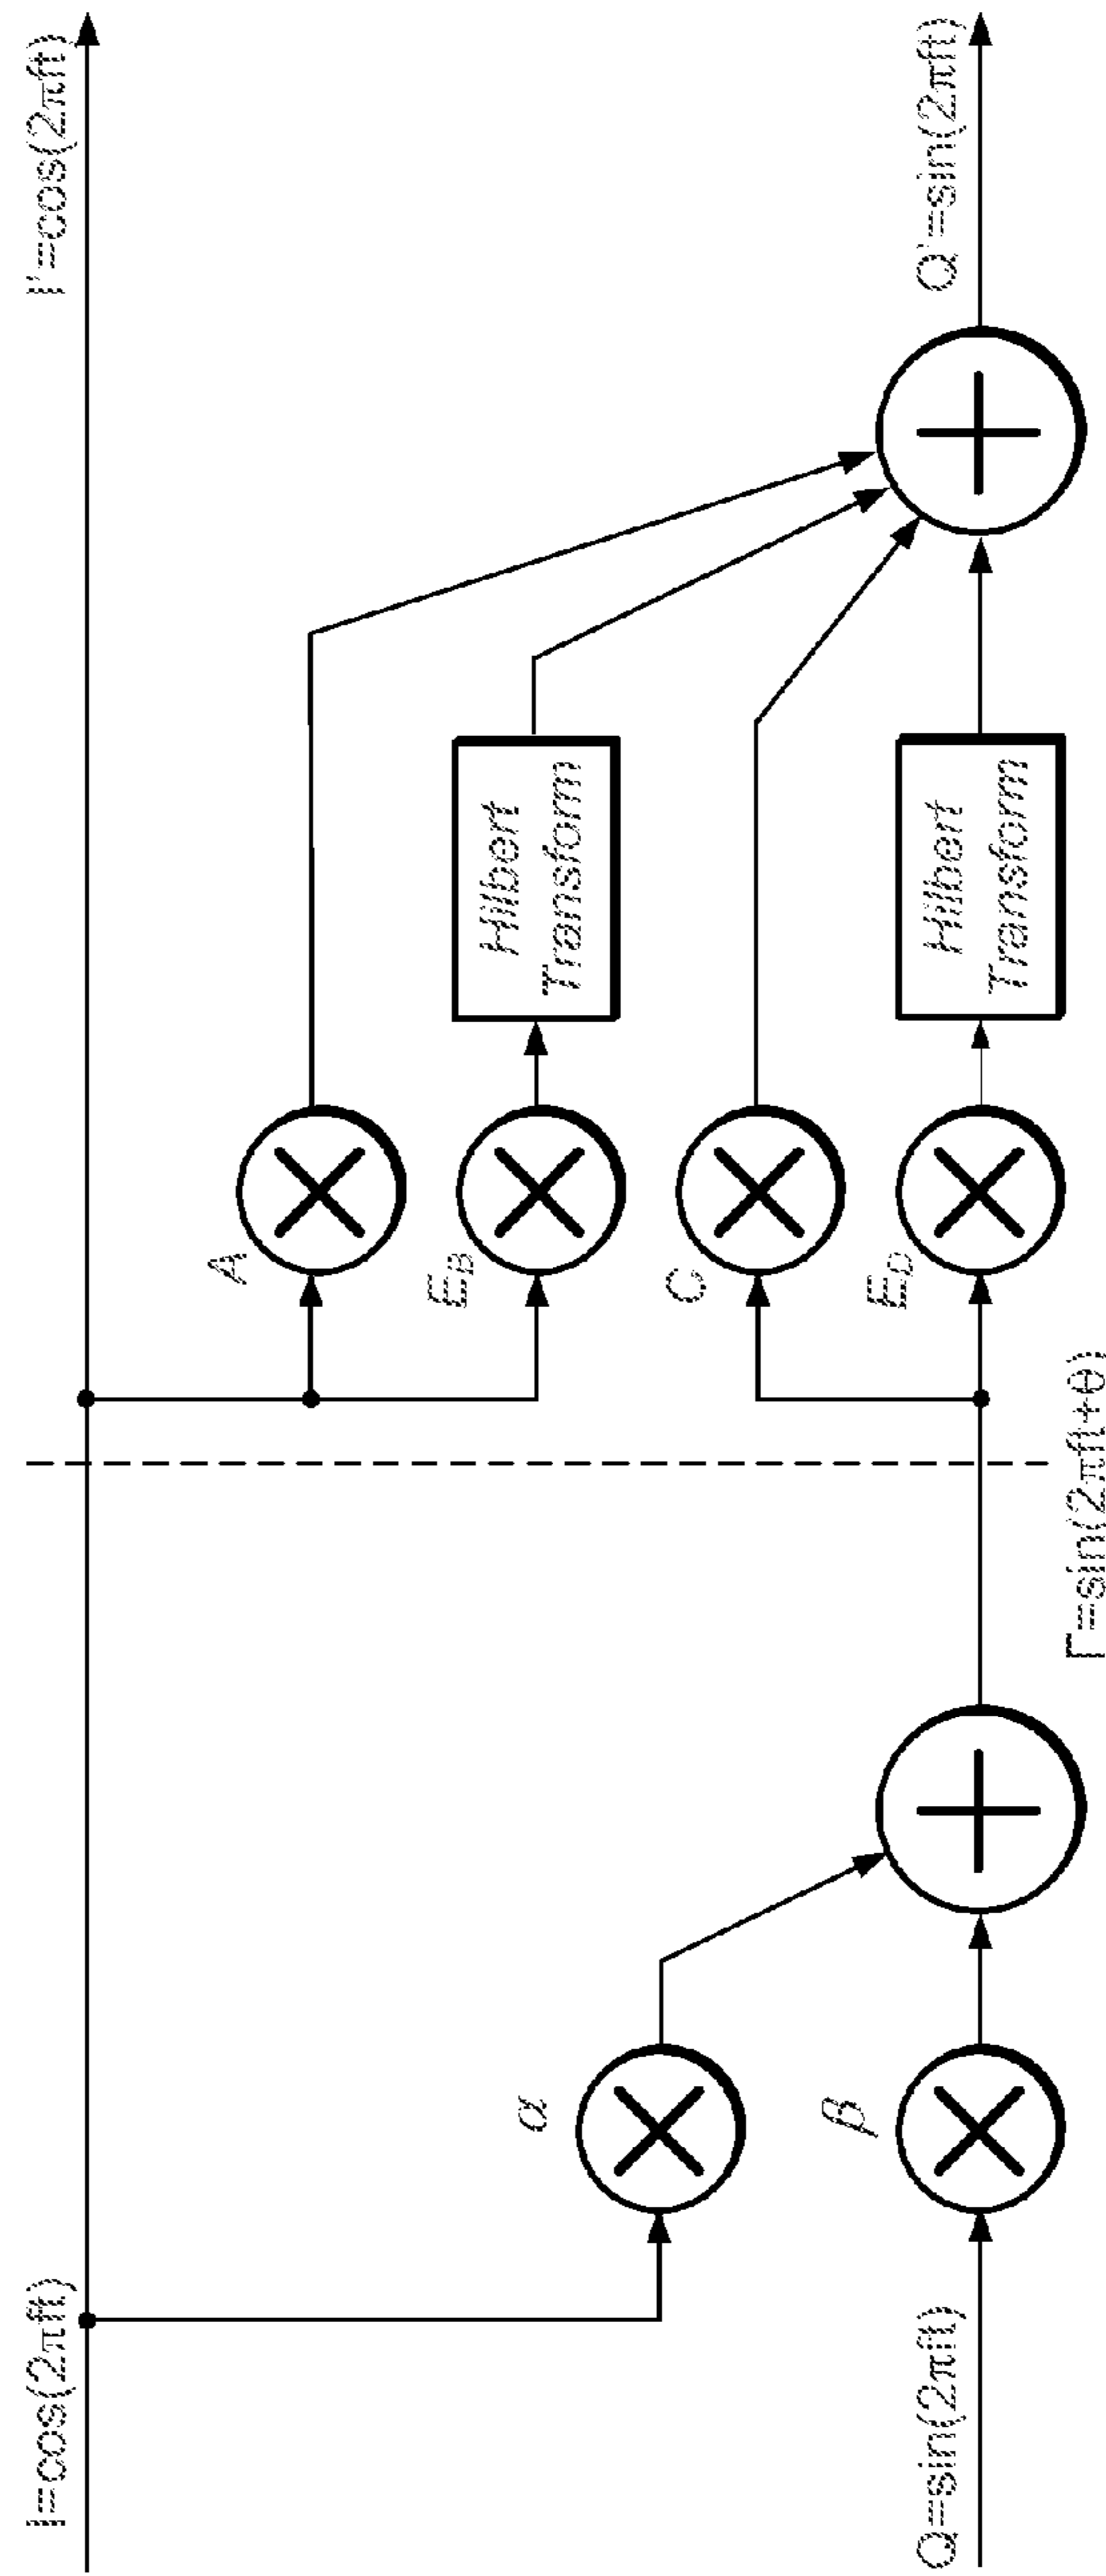 I=cos(2πft)
I'=cos(2πft)
A
E_B
Hilbert
Transform
α
C
β
E_D
Hilbert
Transform
Q=sin(2πft)
Q'=sin(2πft)
Γ=sin(2πft+θ)